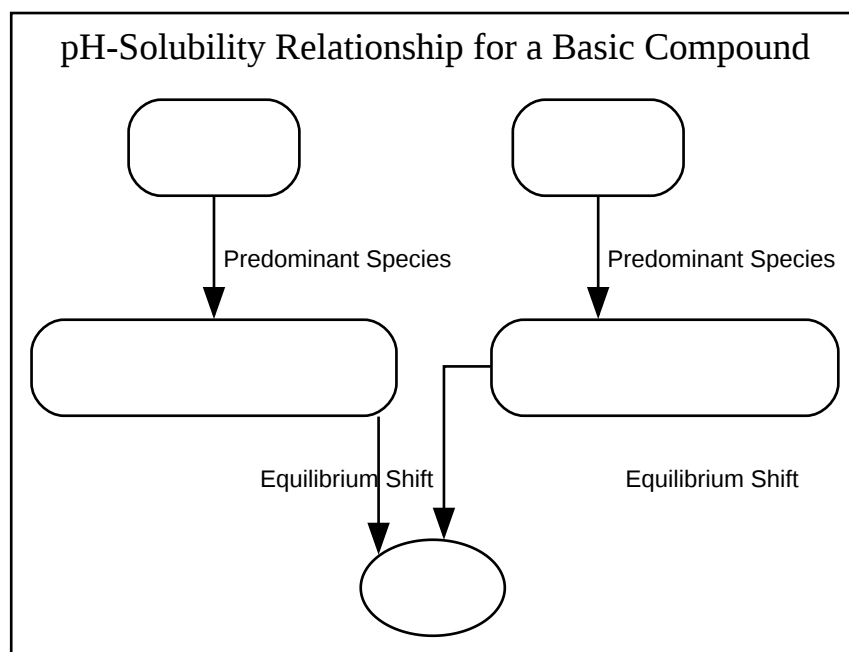 pH-Solubility Relationship for a Basic Compound
Predominant Species
Predominant Species
Equilibrium Shift
Equilibrium Shift